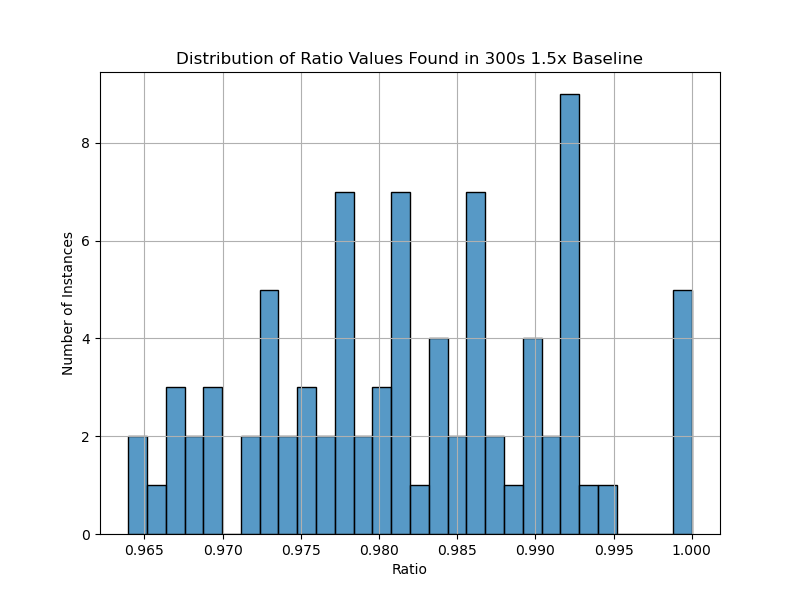 Distribution of Ratio Values Found in 300s 1.5x Baseline
Number of Instances
8
6
4
2
0
0.965 0.970 0.975 0.980 0.985 0.990 0.995 1.000
Ratio